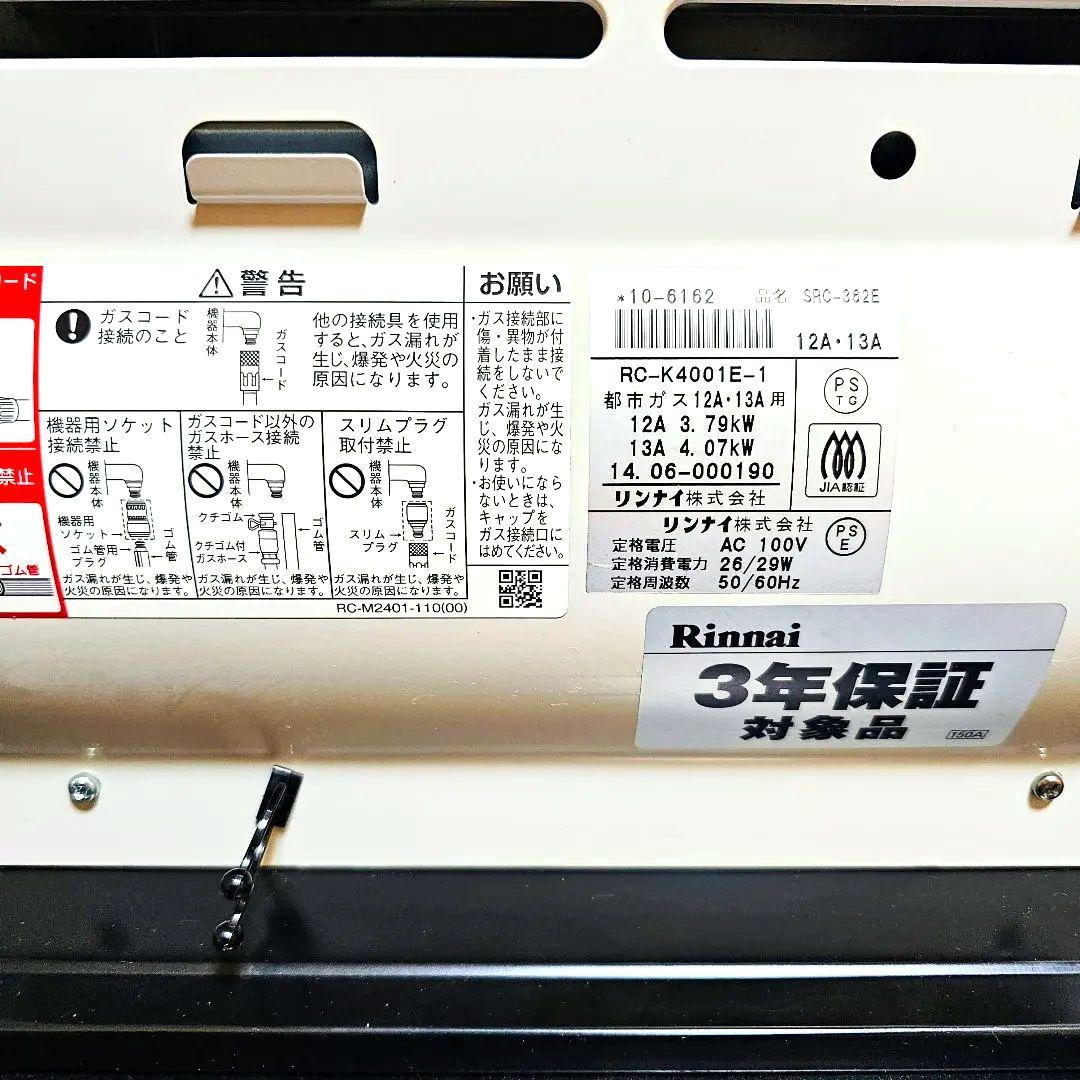 ード
禁止
ゴム管
警告
ガスコード
接続のこと
機器本体
ガスコード
他の接続具を使用
すると、ガス漏れが
生じ、爆発や火災の
原因になります。
機器用ソケット
接続禁止
機器本体
機器用
ソケット
ゴム管用
プラグ
ゴム管
ガス漏れが生じ、爆発や
火災の原因になります。
ガスコード以外の
ガスホース接続
禁止
機器本体
クチゴム
クチゴム付
ガスホース
ゴム管
ガス漏れが生じ、爆発や
火災の原因になります。
スリムプラグ
取付禁止
機器本体
スリム
プラグ
ガスコード
ガス漏れが生じ、爆発や
火災の原因になります。
RC-M2401-110(00)
お願い
・ガス接続部に
傷・異物が付
着したまま接
続をしないで
ください。
ガス漏れが生
じ、爆発や火
災の原因にな
ります。
・お使いになら
ないときは、
キャップを
ガス接続口に
はめてください。
*10-6162 品名 SRC-362E
12A・13A
RC-K4001E-1
都市ガス 12A・13A 用
12A 3.79kW
13A 4.07kW
14.06-000190
リンナイ株式会社
PS
TG
JIA認証
リンナイ株式会社
定格電圧 AC 100V
定格消費電力 26/29W
定格周波数 50/60Hz
PS
E
Rinnai
3年保証
対象品
150A